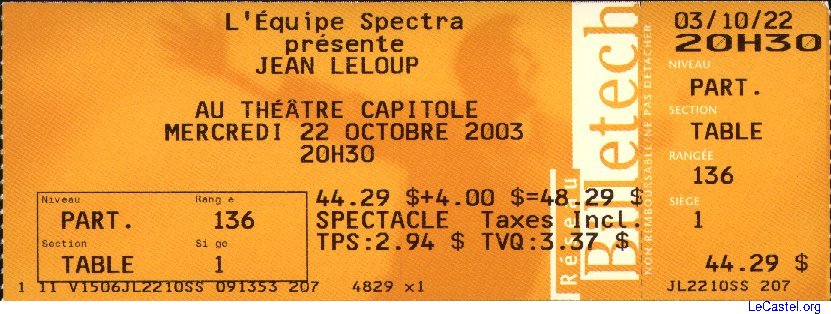 L'Équipe Spectra
présente
JEAN LELOUP
AU THÉÂTRE CAPITOLE
MERCREDI 22 OCTOBRE 2003
20H30
Niveau Rang e
PART. 136
Section Si ge
TABLE 1
44.29 $+4.00 $=48.29 $
SPECTACLE Taxes Incl.
TPS:2.94 $ TVQ:3.37 $
1 11 V1506JL2210SS 091353 207 4829 x1
Réseau
Billetech
NON REMBOURSABLE/NE PAS DÉTACHER
03/10/22
20H30
NIVEAU
PART.
SECTION
TABLE
RANGÉE
136
SIÈGE
1
44.29 $
JL2210SS 207
LeCastel.org